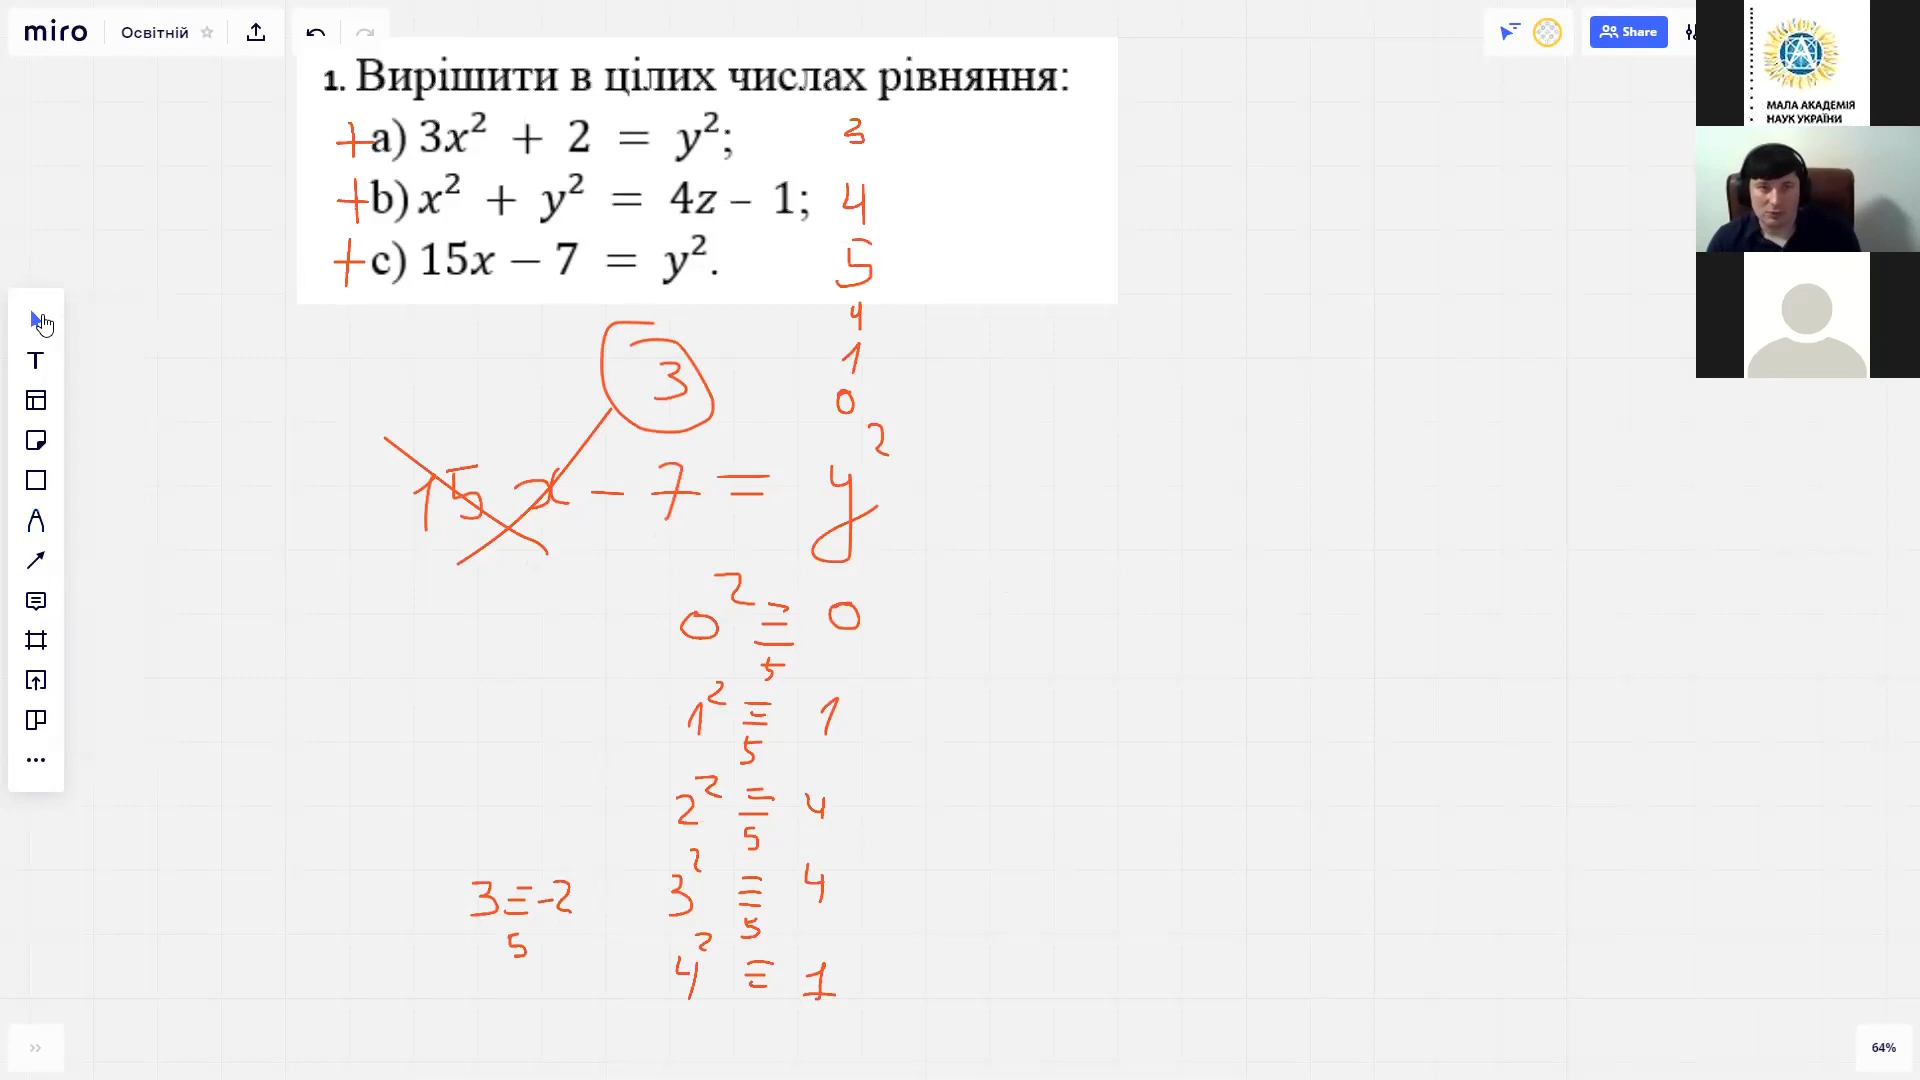 miro
Освітній
Share
МАЛА АКАДЕМІЯ
НАУК УКРАЇНИ
1. Вирішити в цілих числах рівняння:
+a) 3x² + 2 = y²; 3
+b) x² + y² = 4z – 1; 4
+c) 15x – 7 = y². 5
4
1
0
3
15x - 7 = y²
0² ≡ 0
5
1² ≡ 1
5
2² ≡ 4
5
3² ≡ 4
5
3 ≡ -2
5
4² ≡ 1
T
64%